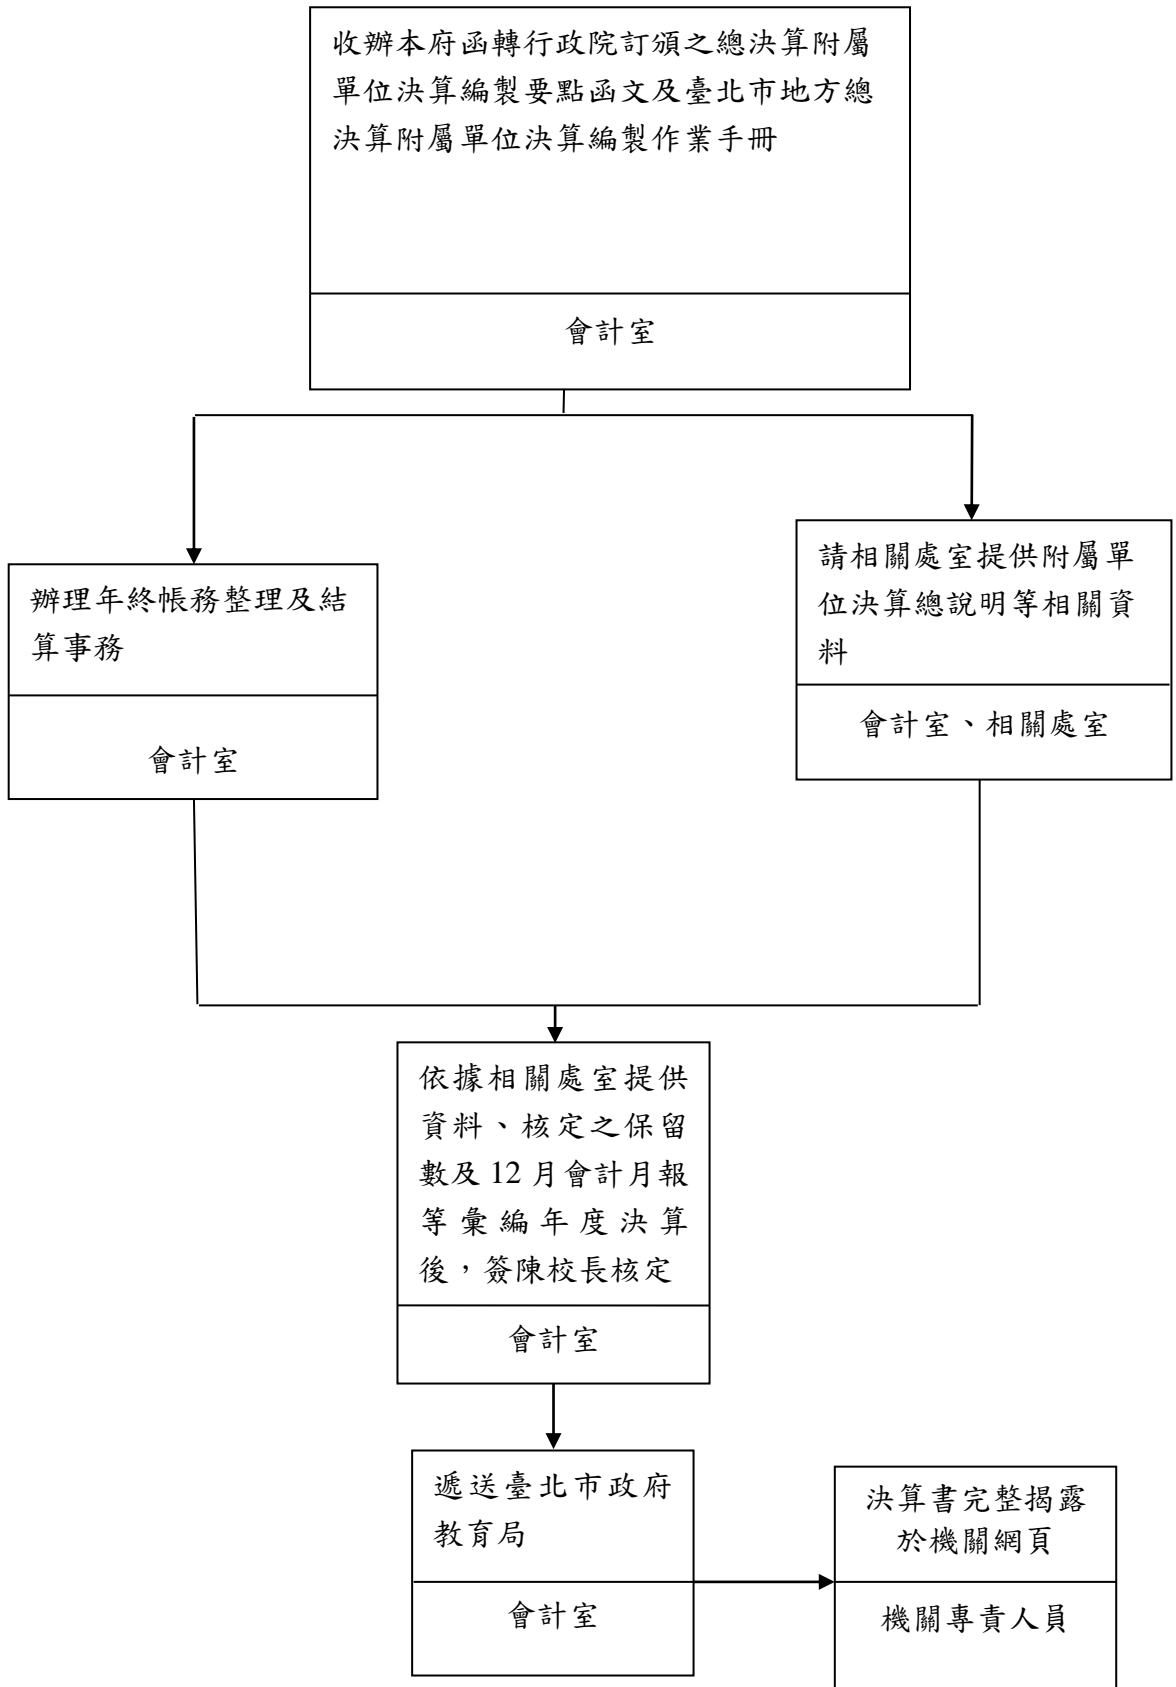 收辦本府函轉行政院訂頒之總決算附屬
單位決算編製要點函文及臺北市地方總
決算附屬單位決算編製作業手冊
會計室
辦理年終帳務整理及結
算事務
會計室
請相關處室提供附屬單
位決算總說明等相關資
料
會計室、相關處室
依據相關處室提供
資料、核定之保留
數及12月會計月報
等彙編年度決算
後，簽陳校長核定
會計室
遞送臺北市政府
教育局
會計室
決算書完整揭露
於機關網頁
機關專責人員